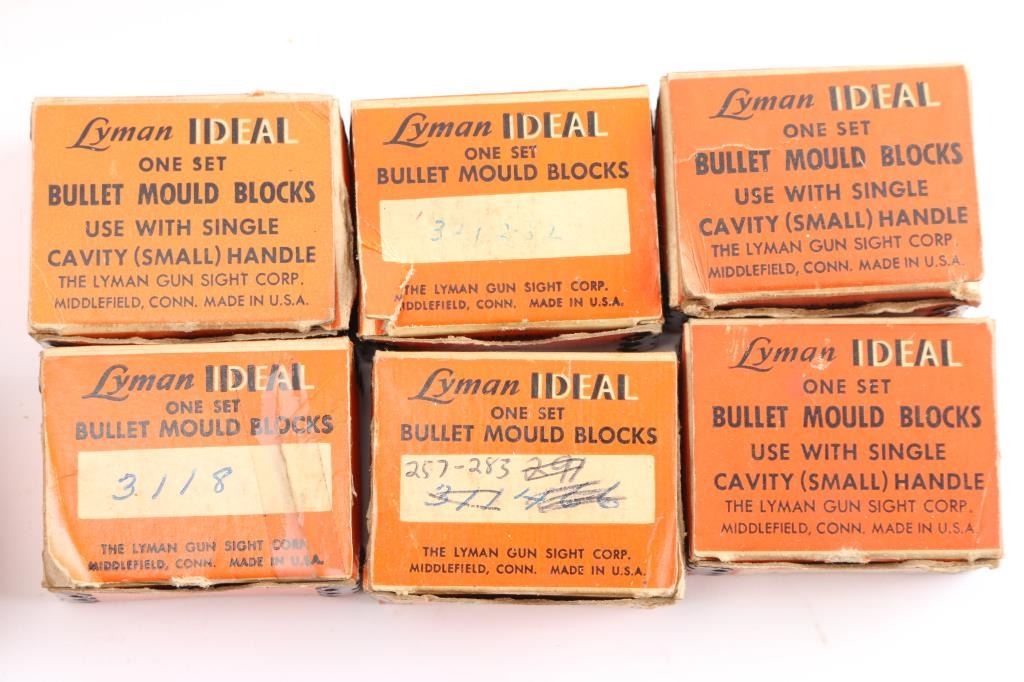 Lyman IDEAL
ONE SET
BULLET MOULD BLOCKS
USE WITH SINGLE
CAVITY (SMALL) HANDLE
THE LYMAN GUN SIGHT CORP.
MIDDLEFIELD, CONN. MADE IN U.S.A.
Lyman IDEAL
ONE SET
BULLET MOULD BLOCKS
THE LYMAN GUN SIGHT CORP.
MIDDLEFIELD, CONN. MADE IN U.S.A.
Lyman IDEAL
ONE SET
BULLET MOULD BLOCKS
USE WITH SINGLE
CAVITY (SMALL) HANDLE
THE LYMAN GUN SIGHT CORP.
MIDDLEFIELD, CONN. MADE IN U.S.A.
Lyman IDEAL
ONE SET
BULLET MOULD BLOCKS
3118
THE LYMAN GUN SIGHT CORP.
MIDDLEFIELD, CONN. MADE IN U.S.A.
Lyman IDEAL
ONE SET
BULLET MOULD BLOCKS
257-283
311
THE LYMAN GUN SIGHT CORP.
MIDDLEFIELD, CONN. MADE IN U.S.A.
Lyman IDEAL
ONE SET
BULLET MOULD BLOCKS
USE WITH SINGLE
CAVITY (SMALL) HANDLE
THE LYMAN GUN SIGHT CORP.
MIDDLEFIELD, CONN. MADE IN U.S.A.